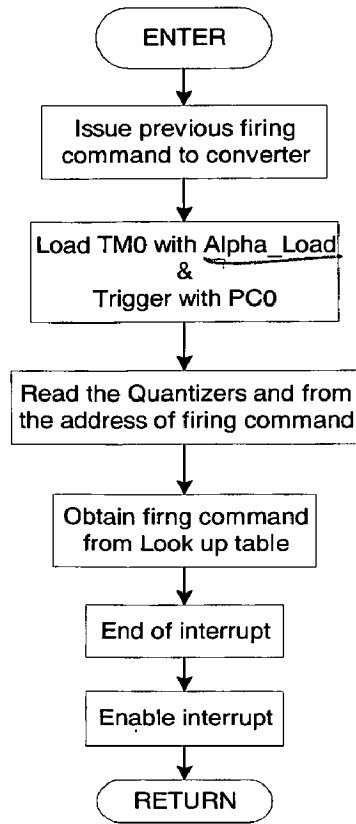 ENTER
Issue previous firing
command to converter
Load TM0 with Alpha_Load
&
Trigger with PC0
Read the Quantizers and from
the address of firing command
Obtain firng command
from Look up table
End of interrupt
Enable interrupt
RETURN